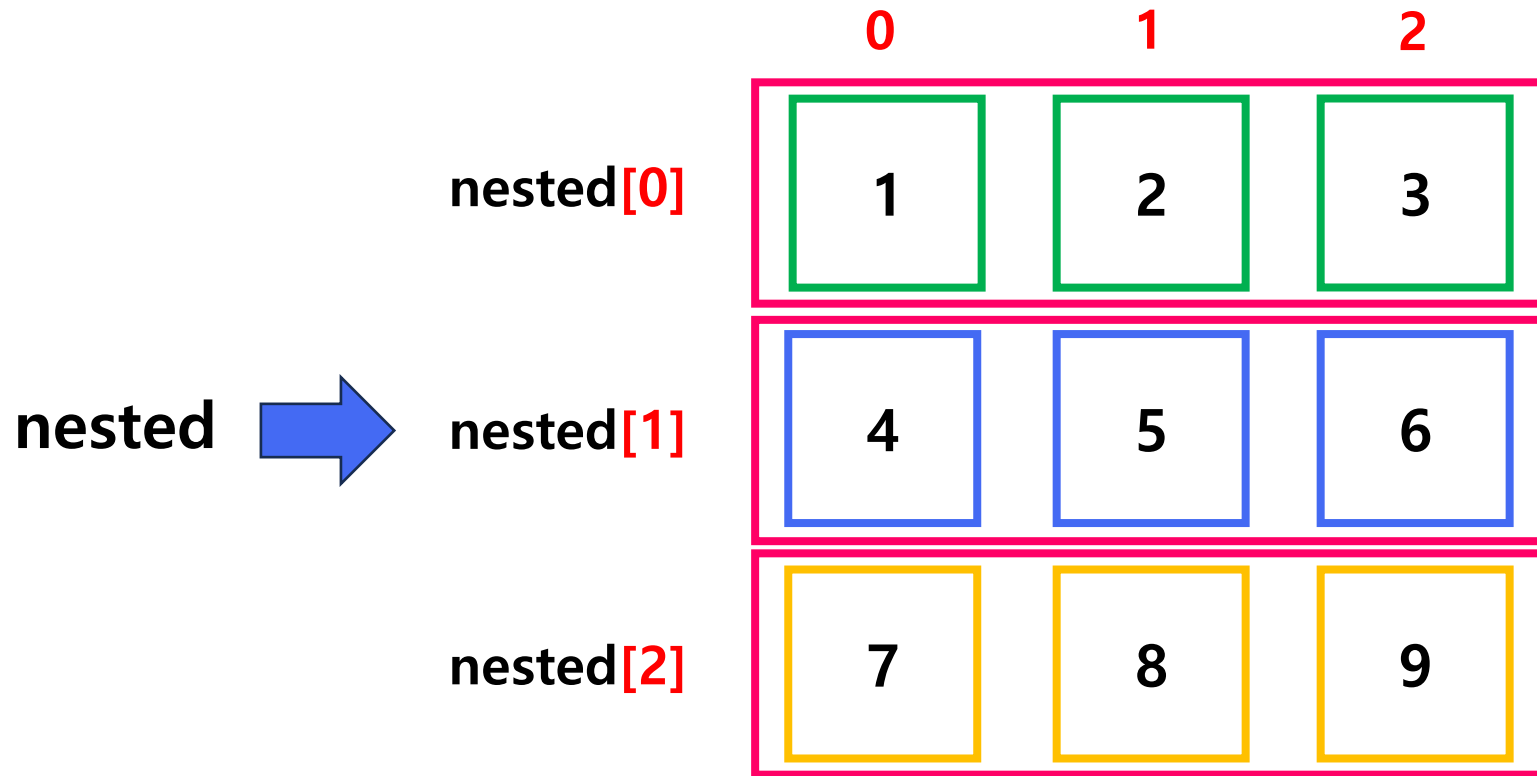 0 1 2
nested[0] 1 2 3
nested nested[1] 4 5 6
nested[2] 7 8 9